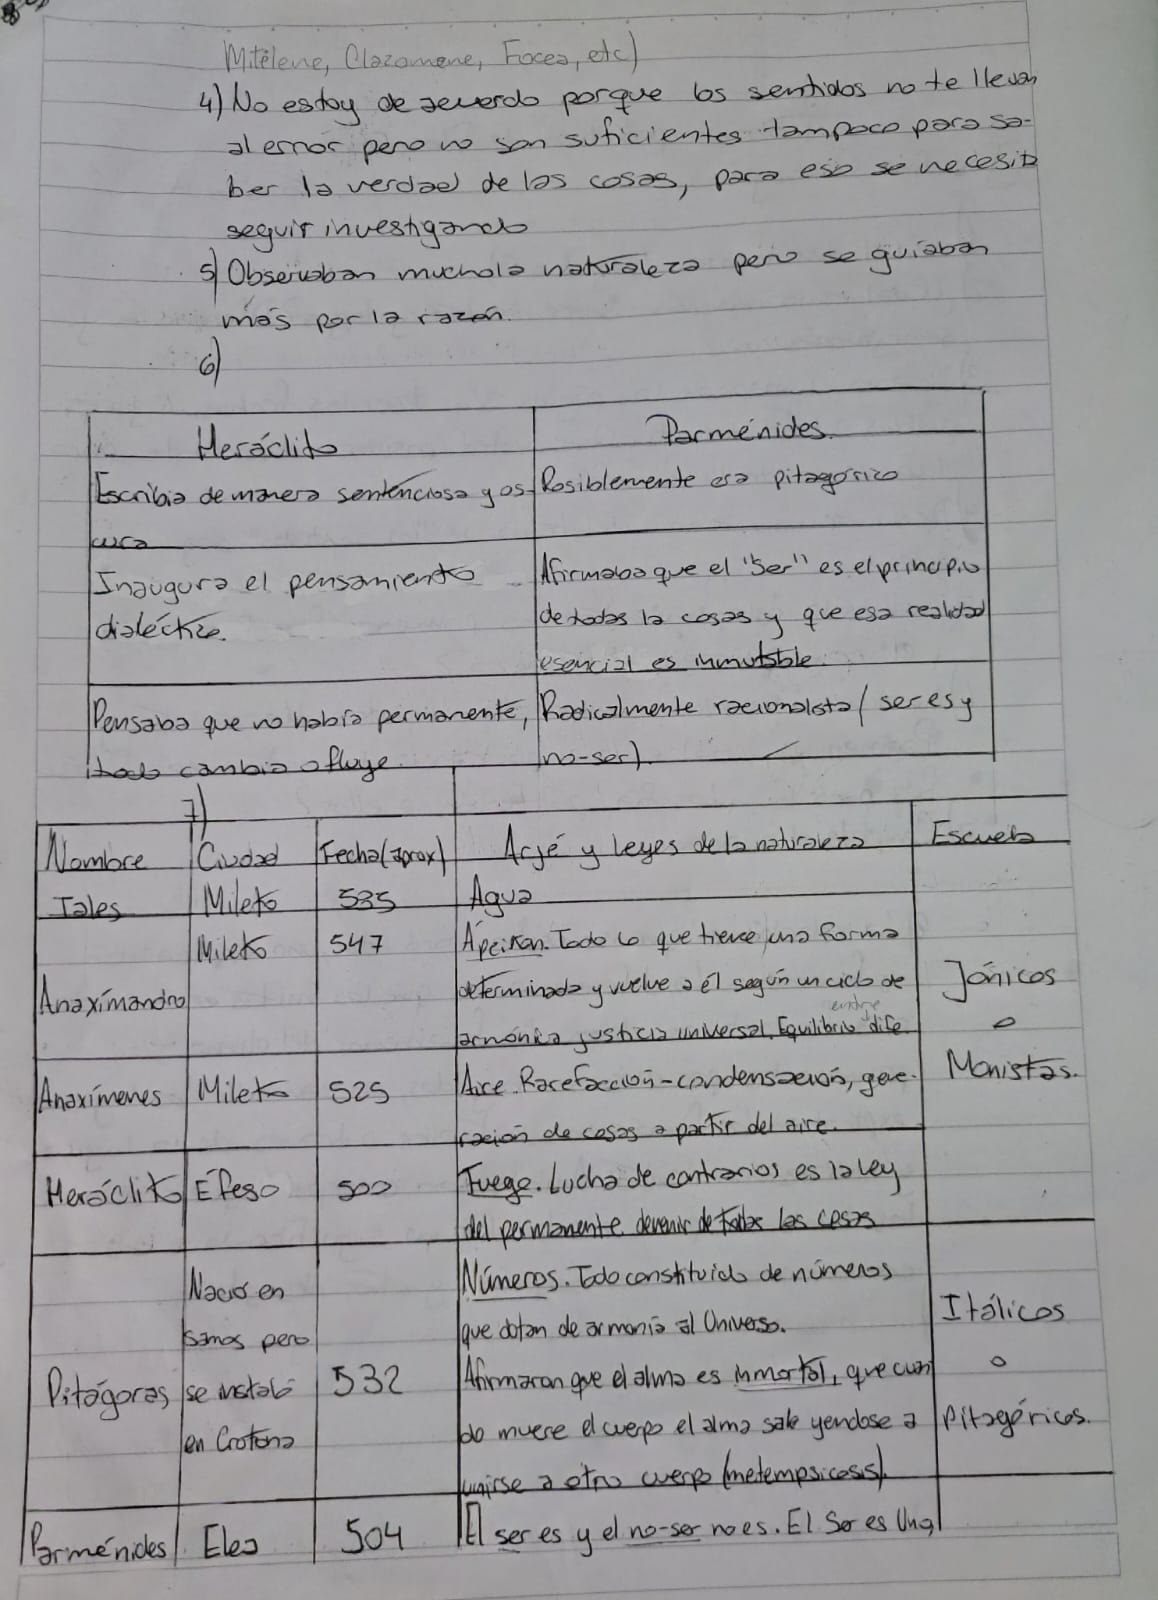 Mitelene, Clazomene, Focea, etc)
4) No estoy de acuerdo porque los sentidos no te llevan
al error pero no son suficientes tampoco para sa-
ber la verdad de las cosas, para eso se necesita
seguir investigando
5) Observaban mucho la naturaleza pero se guiaban
más por la razón.
6)
Heráclito
Parménides.
Escribia de manera sentenciosa y os-
cura
Posiblemente era pitagórico
Inaugura el pensamiento
dialéctico.
Afirmaba que el "Ser" es el principio
de todas la cosas y que esa realidad
esencial es inmutable.
Pensaba que no había permanente,
todo cambia o fluye.
Radicalmente racionalista (ser es y
no-ser).
7)
Nombre Ciudad Fecha (aprox) Arjé y leyes de la naturaleza Escuela
Tales Mileto 585 Agua
Mileto 547 Ápeiron. Todo lo que tiene una forma
determinada y vuelve a él según un ciclo de
Anaxímandro
entre
armónica justicia universal. Equilibrio dife
Jónicos
o
Monistas.
Anaxímenes Mileto 525 Aire. Rarefacción-condensación, gene-
ración de cosas a partir del aire.
Heráclito Éfeso 500 Fuego. Lucha de contrarios es la ley
del permanente devenir de todas las cosas
Nació en
Samos pero
se instaló
en Crotona
Pitágoras
532
Números. Todo constituido de números
que dotan de armonía al Universo.
Afirmaron que el alma es inmortal, que cuan
do muere el cuerpo el alma sale yendose a
unirse a otro cuerpo (metempsicosis).
Itálicos
o
Pitagóricos.
Parménides Elea 504 El ser es y el no-ser no es. El Ser es Uno,